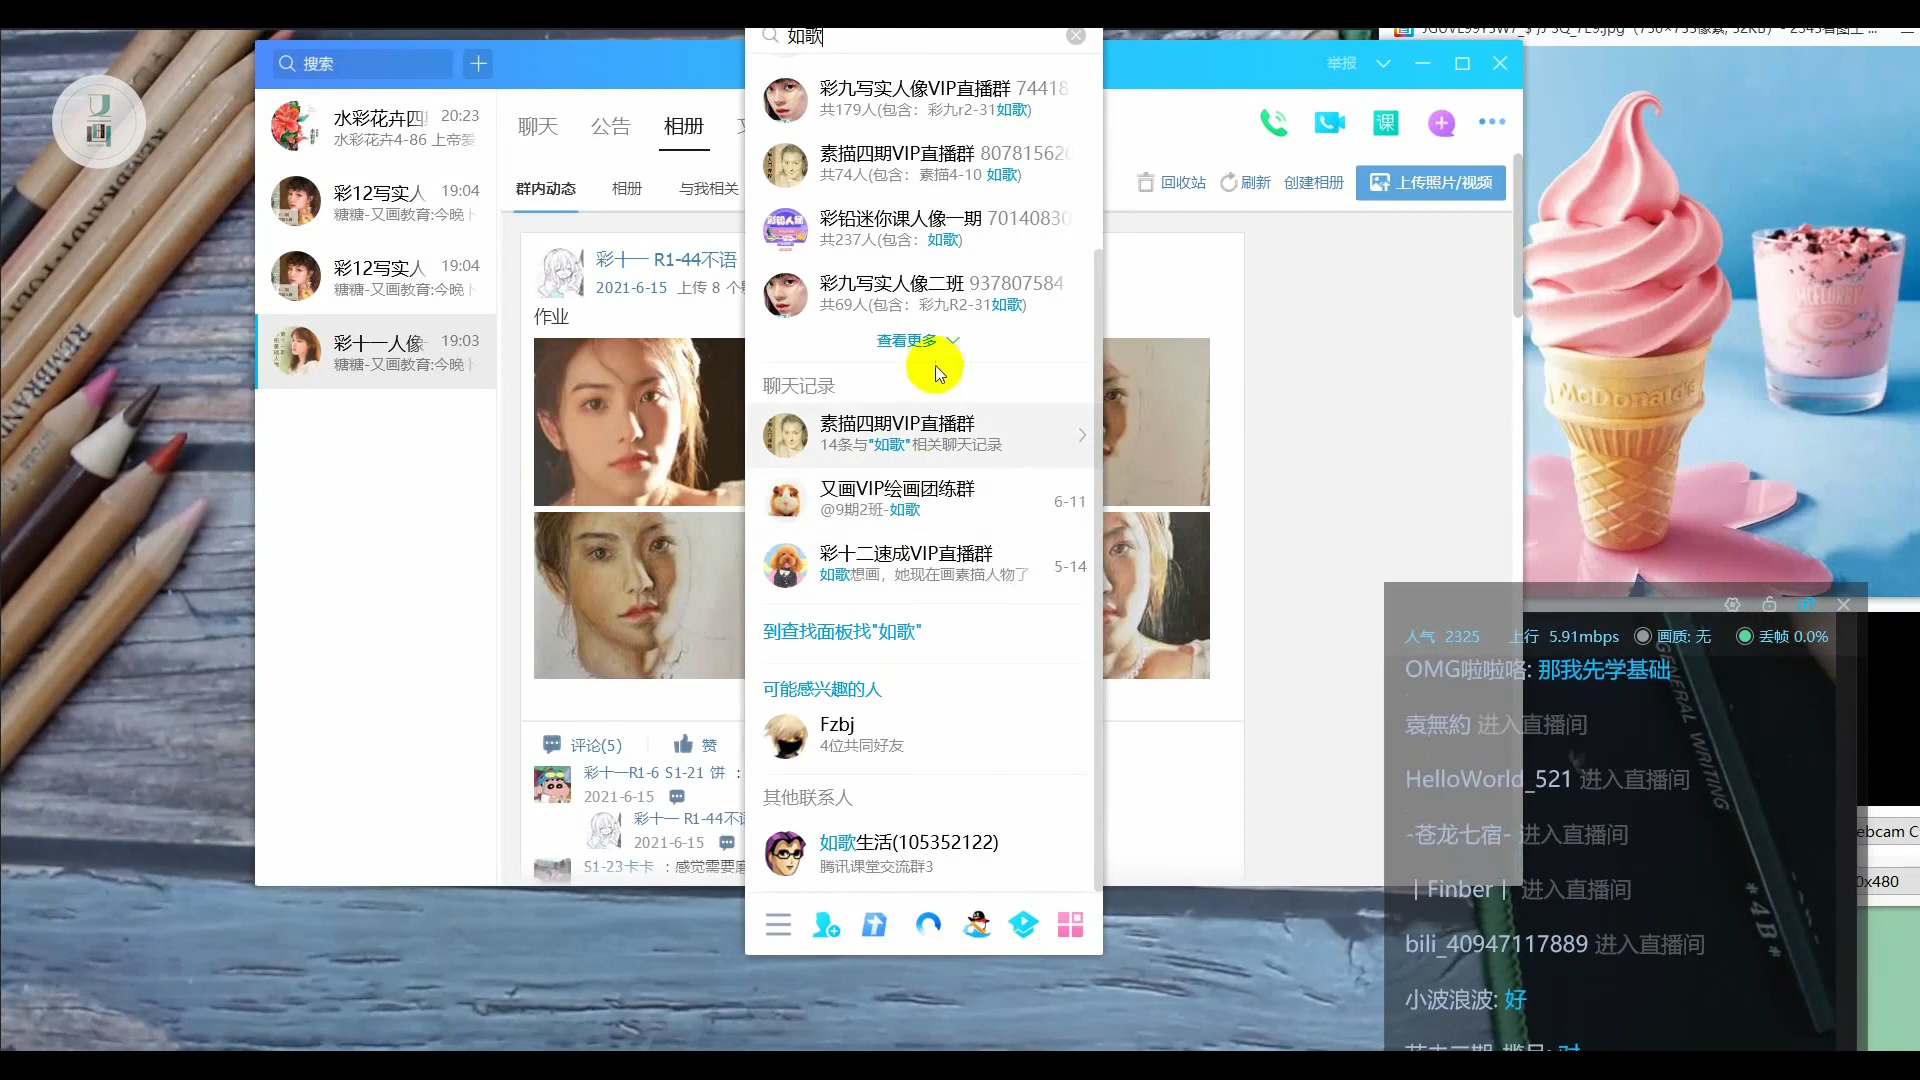 搜索
举报
水彩花卉四 20:23
水彩花卉4-86 上帝爱
彩12写实人 19:04
糖糖-又画教育:今晚
彩12写实人 19:04
糖糖-又画教育:今晚
彩十一人像 19:03
糖糖-又画教育:今晚
聊天 公告 相册
群内动态 相册 与我相关
课
回收站 刷新 创建相册 上传照片/视频
彩十一 R1-44不语
2021-6-15 上传 8 个
作业
评论(5) 赞
彩十一R1-6 S1-21 饼 :
2021-6-15
彩十一 R1-44不语
2021-6-15
S1-23卡卡 :感觉需要
如歌
彩九写实人像VIP直播群 74418
共179人(包含: 彩九r2-31如歌)
素描四期VIP直播群 807815620
共74人(包含: 素描4-10 如歌)
彩铅迷你课人像一期 70140830
共237人(包含: 如歌)
彩九写实人像二班 937807584
共69人(包含: 彩九R2-31如歌)
查看更多
聊天记录
素描四期VIP直播群
14条与"如歌"相关聊天记录
又画VIP绘画团练群
@9期2班-如歌
6-11
彩十二速成VIP直播群
如歌想画，她现在画素描人物了
5-14
到查找面板找"如歌"
可能感兴趣的人
Fzbj
4位共同好友
其他联系人
如歌生活(105352122)
腾讯课堂交流群3
McDonald's
MCFLURRY
人气 2325 上行 5.91mbps 画质: 无 丢帧 0.0%
OMG啦啦咯: 那我先学基础
袁無約 进入直播间
HelloWorld_521 进入直播间
-苍龙七宿- 进入直播间
| Finber | 进入直播间
bili_40947117889 进入直播间
小波浪波: 好
GENERAL WRITING
*4B*
ebcam C
0x480
REMBRANDT